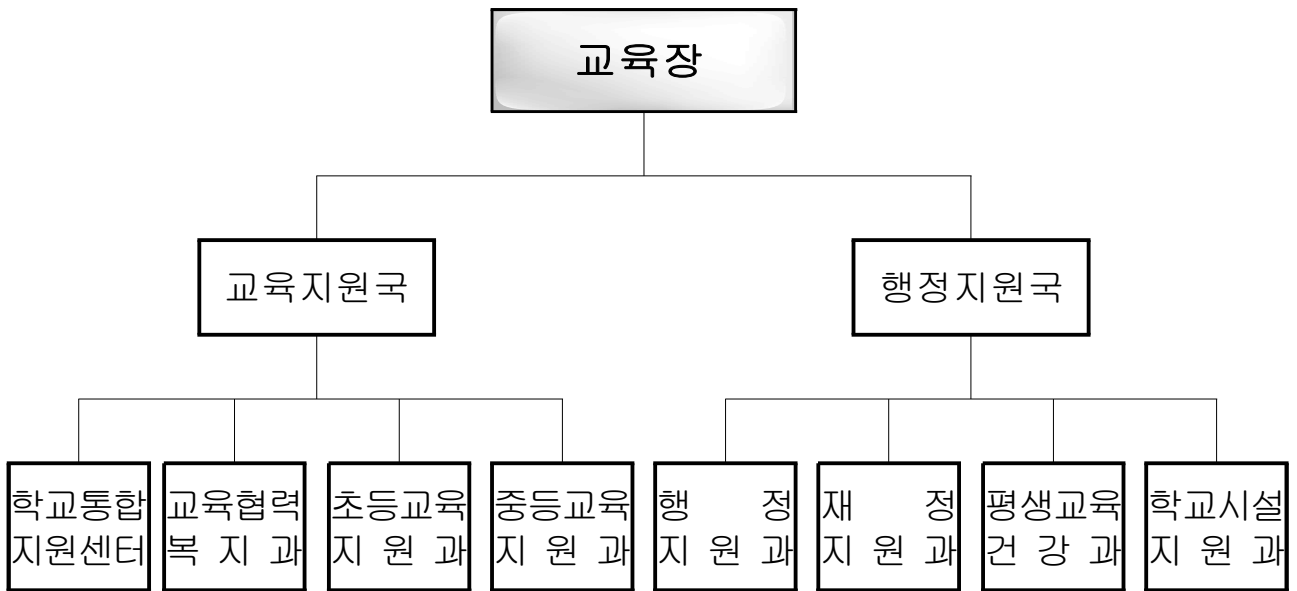 교육장
교육지원국
행정지원국
학교통합
지원센터
교육협력
복 지 과
초등교육
지 원 과
중등교육
지 원 과
행 정
지 원 과
재 정
지 원 과
평생교육
건 강 과
학교시설
지 원 과